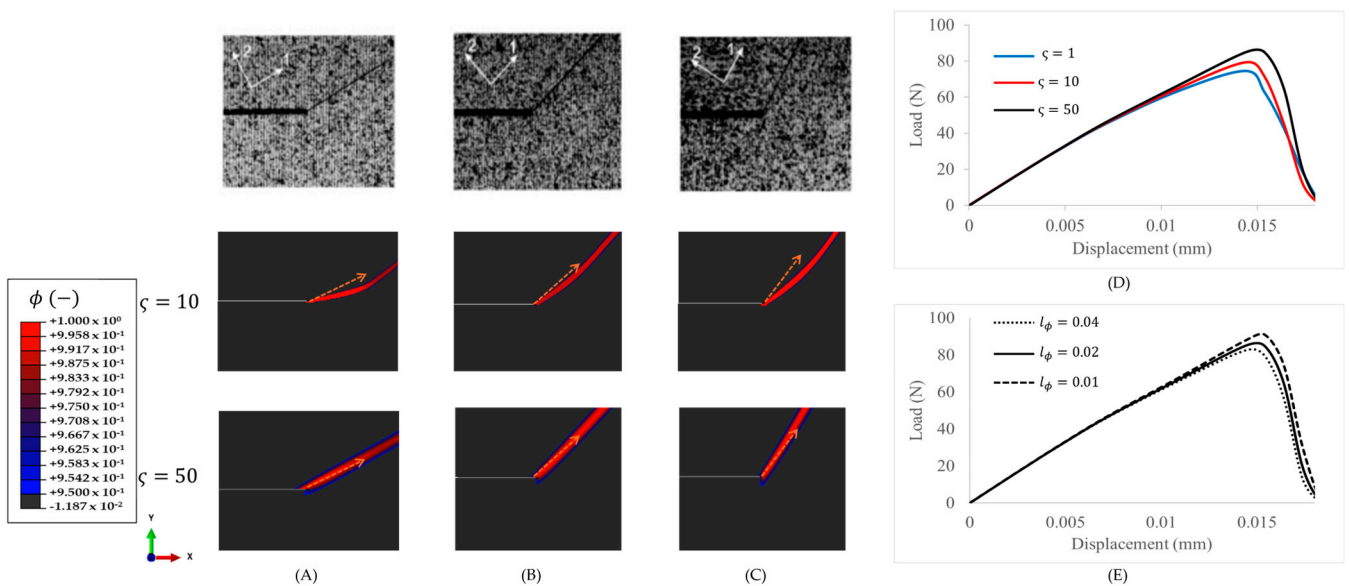 2
1
2
1
2
1
ϕ (−)
+1.000 x 10⁰
+9.958 x 10⁻¹
+9.917 x 10⁻¹
+9.875 x 10⁻¹
+9.833 x 10⁻¹
+9.792 x 10⁻¹
+9.750 x 10⁻¹
+9.708 x 10⁻¹
+9.667 x 10⁻¹
+9.625 x 10⁻¹
+9.583 x 10⁻¹
+9.542 x 10⁻¹
+9.500 x 10⁻¹
-1.187 x 10⁻²
ς = 10
ς = 50
Y
X
(A)
(B)
(C)
Load (N)
100
80
60
40
20
0
ς = 1
ς = 10
ς = 50
0
0.005
0.01
0.015
Displacement (mm)
(D)
Load (N)
100
80
60
40
20
0
lϕ = 0.04
lϕ = 0.02
lϕ = 0.01
0
0.005
0.01
0.015
Displacement (mm)
(E)